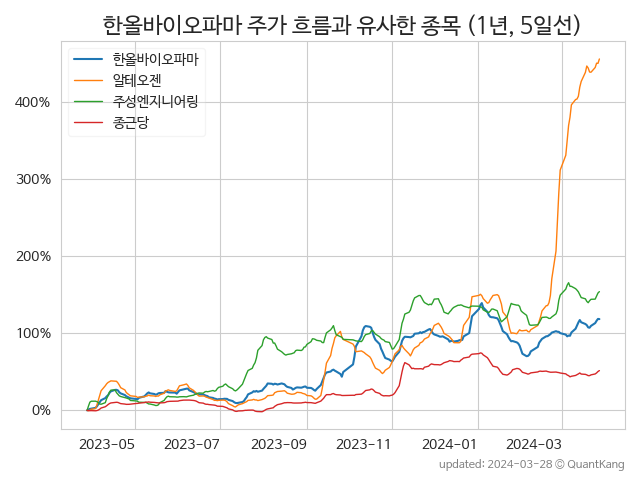 한올바이오파마 주가 흐름과 유사한 종목 (1년, 5일선)
한올바이오파마
알테오젠
주성엔지니어링
종근당
400%
300%
200%
100%
0%
2023-05 2023-07 2023-09 2023-11 2024-01 2024-03
updated: 2024-03-28 © QuantKang